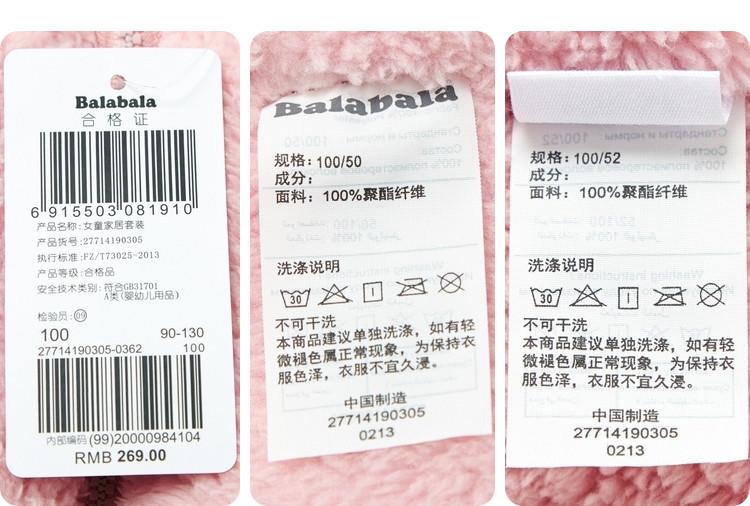 Balabala
合格证
6 915503 081910
产品名称:女童家居套装
产品货号:27714190305
执行标准:FZ/T73025-2013
产品等级:合格品
安全技术类别:符合GB31701
A类(婴幼儿用品)
检验员:09
100 90-130
27714190305-0362 100
内部编码 (99)20000984104
RMB 269.00
Balabala
规格:100/50
成分:
面料:100%聚酯纤维
洗涤说明
30
不可干洗
本商品建议单独洗涤,如有轻
微褪色属正常现象,为保持衣
服色泽,衣服不宜久浸。
中国制造
27714190305
0213
规格:100/52
成分:
面料:100%聚酯纤维
洗涤说明
30
不可干洗
本商品建议单独洗涤,如有轻
微褪色属正常现象,为保持衣
服色泽,衣服不宜久浸。
中国制造
27714190305
0213